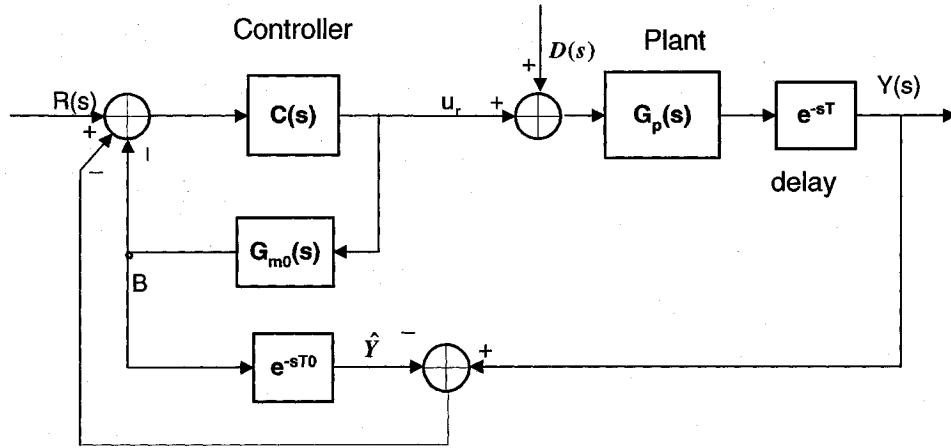 Controller
Plant
D(s)
+
R(s)
+
−
C(s)
u_r
+
G_p(s)
e^-sT
Y(s)
delay
G_m0(s)
B
e^-sT0
Ŷ
−
+